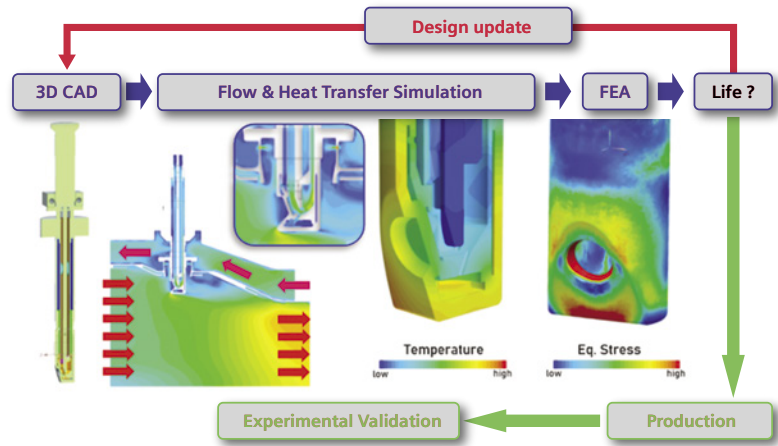 Design update
3D CAD
Flow & Heat Transfer Simulation
FEA
Life ?
Temperature
low
high
Eq. Stress
low
high
Experimental Validation
Production